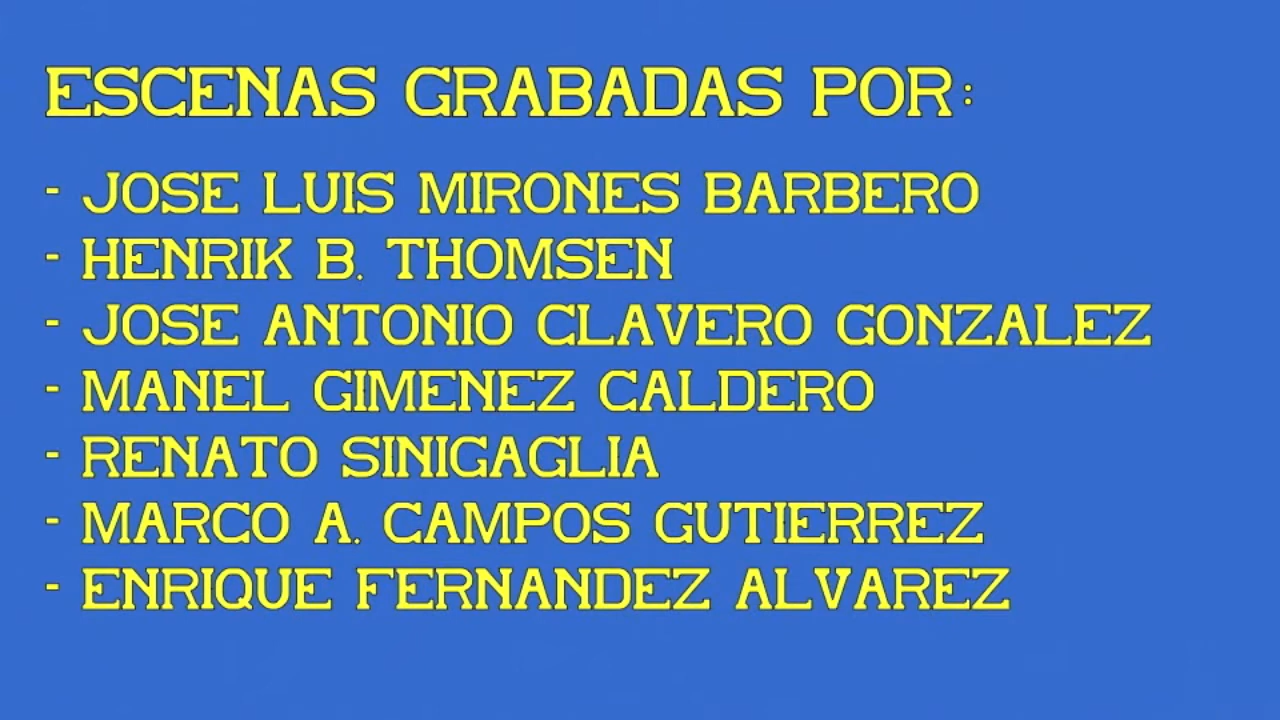 ESCENAS GRABADAS POR:
- JOSE LUIS MIRONES BARBERO
- HENRIK B. THOMSEN
- JOSE ANTONIO CLAVERO GONZALEZ
- MANEL GIMENEZ CALDERO
- RENATO SINIGAGLIA
- MARCO A. CAMPOS GUTIERREZ
- ENRIQUE FERNANDEZ ALVAREZ